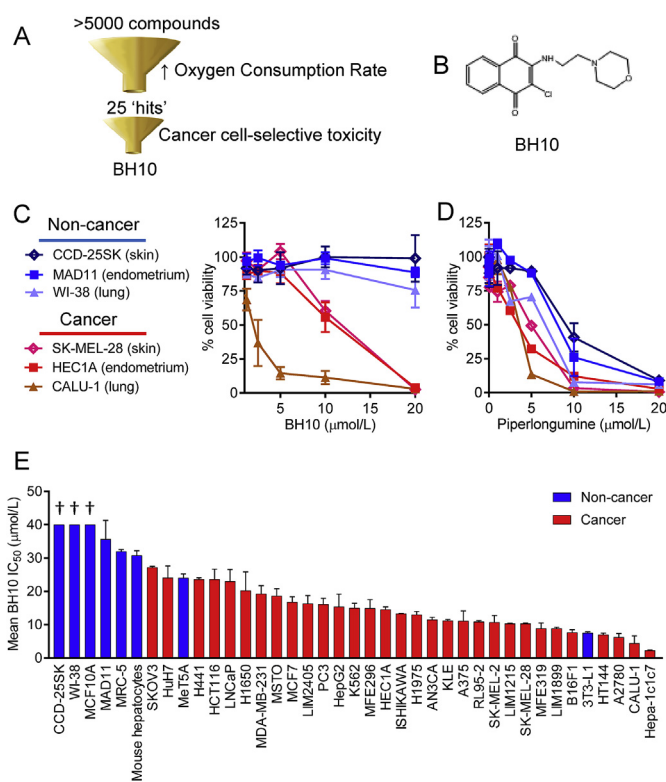 A
>5000 compounds
↑ Oxygen Consumption Rate
25 'hits'
Cancer cell-selective toxicity
BH10
B
O
NH
N
O
Cl
O
BH10
C
Non-cancer
CCD-25SK (skin)
MAD11 (endometrium)
WI-38 (lung)
Cancer
SK-MEL-28 (skin)
HEC1A (endometrium)
CALU-1 (lung)
% cell viability
125
100
75
50
25
0
5 10 15 20
BH10 (μmol/L)
D
% cell viability
125
100
75
50
25
0
0 5 10 15 20
Piperlongumine (μmol/L)
E
Mean BH10 IC50 (μmol/L)
50
40
30
20
10
0
† † †
Non-cancer
Cancer
CCD-25SK
WI-38
MCF10A
MAD11
MRC-5
Mouse hepatocytes
SKOV3
HuH7
MeT5A
H441
HCT116
LNCaP
H1650
MDA-MB-231
MSTO
MCF7
LIM2405
PC3
HepG2
K562
MFE296
HEC1A
ISHIKAWA
H1975
AN3CA
KLE
A375
RL95-2
SK-MEL-2
LIM1215
SK-MEL-28
MFE319
LIM1899
B16F1
3T3-L1
HT144
A2780
CALU-1
Hepa-1c1c7